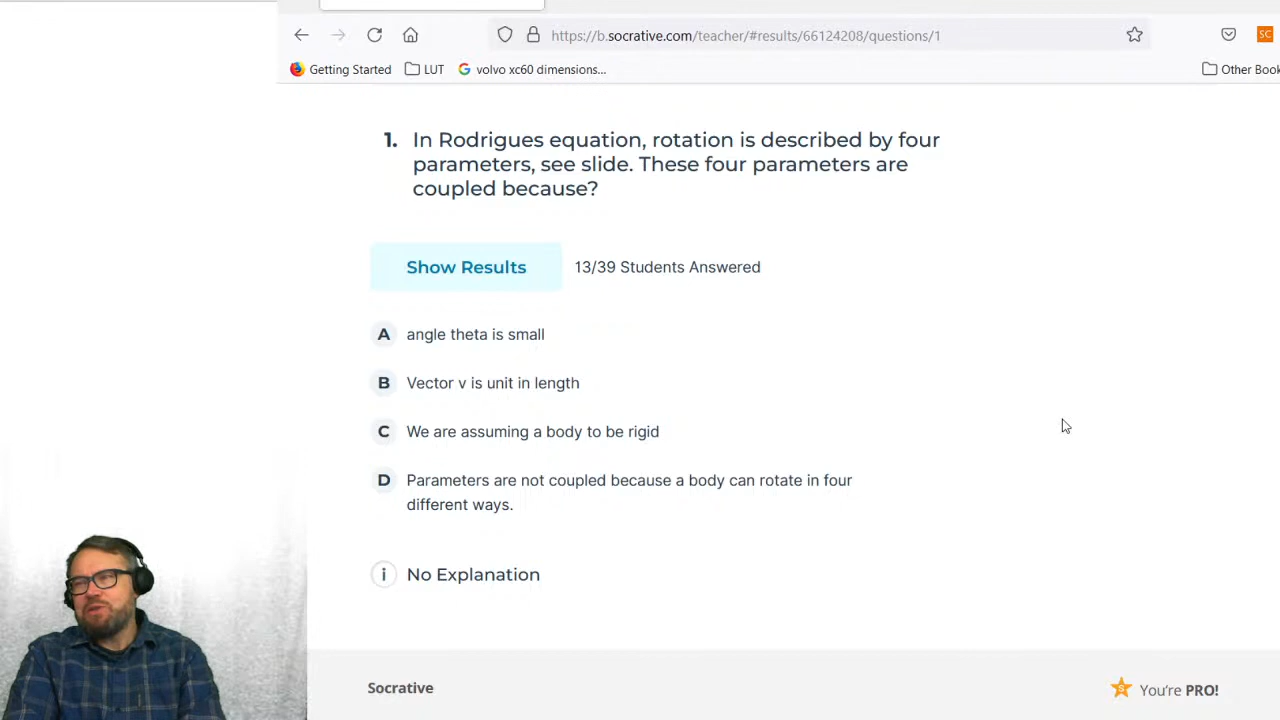 https://b.socrative.com/teacher/#results/66124208/questions/1
SC
Getting Started
LUT
volvo xc60 dimensions...
Other Book
1. In Rodrigues equation, rotation is described by four
parameters, see slide. These four parameters are
coupled because?
Show Results
13/39 Students Answered
A angle theta is small
B Vector v is unit in length
C We are assuming a body to be rigid
D Parameters are not coupled because a body can rotate in four
different ways.
i No Explanation
Socrative
You're PRO!